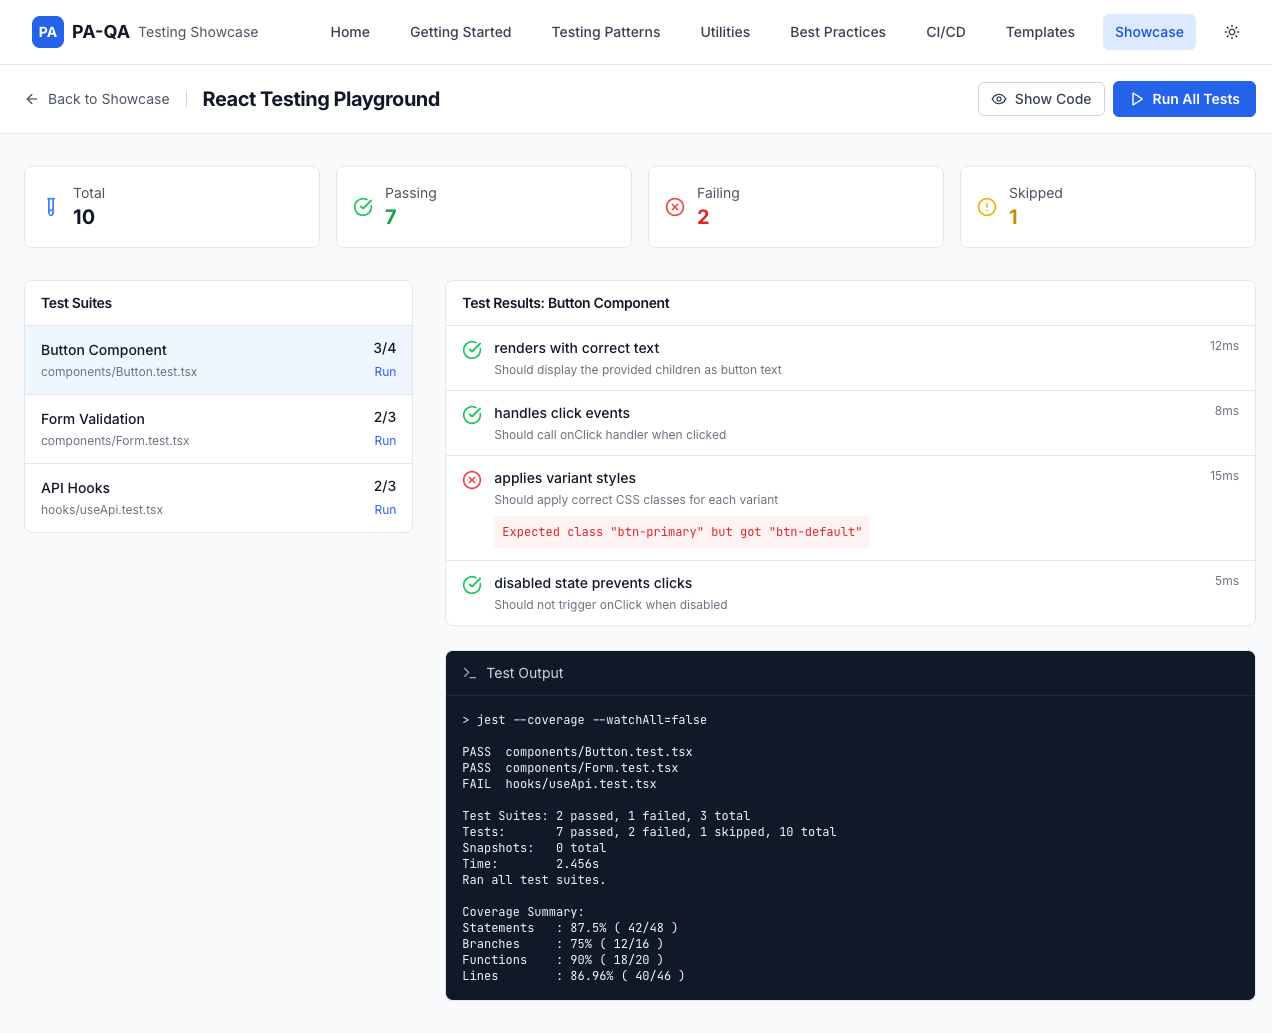 PA PA-QA Testing Showcase Home Getting Started Testing Patterns Utilities Best Practices CI/CD Templates Showcase
Back to Showcase React Testing Playground Show Code Run All Tests
Total
10
Passing
7
Failing
2
Skipped
1
Test Suites
Button Component 3/4
components/Button.test.tsx Run
Form Validation 2/3
components/Form.test.tsx Run
API Hooks 2/3
hooks/useApi.test.tsx Run
Test Results: Button Component
renders with correct text 12ms
Should display the provided children as button text
handles click events 8ms
Should call onClick handler when clicked
applies variant styles 15ms
Should apply correct CSS classes for each variant
Expected class "btn-primary" but got "btn-default"
disabled state prevents clicks 5ms
Should not trigger onClick when disabled
Test Output
> jest --coverage --watchAll=false
PASS  components/Button.test.tsx
PASS  components/Form.test.tsx
FAIL  hooks/useApi.test.tsx
Test Suites: 2 passed, 1 failed, 3 total
Tests:       7 passed, 2 failed, 1 skipped, 10 total
Snapshots:   0 total
Time:        2.456s
Ran all test suites.
Coverage Summary:
Statements   : 87.5% ( 42/48 )
Branches     : 75% ( 12/16 )
Functions    : 90% ( 18/20 )
Lines        : 86.96% ( 40/46 )